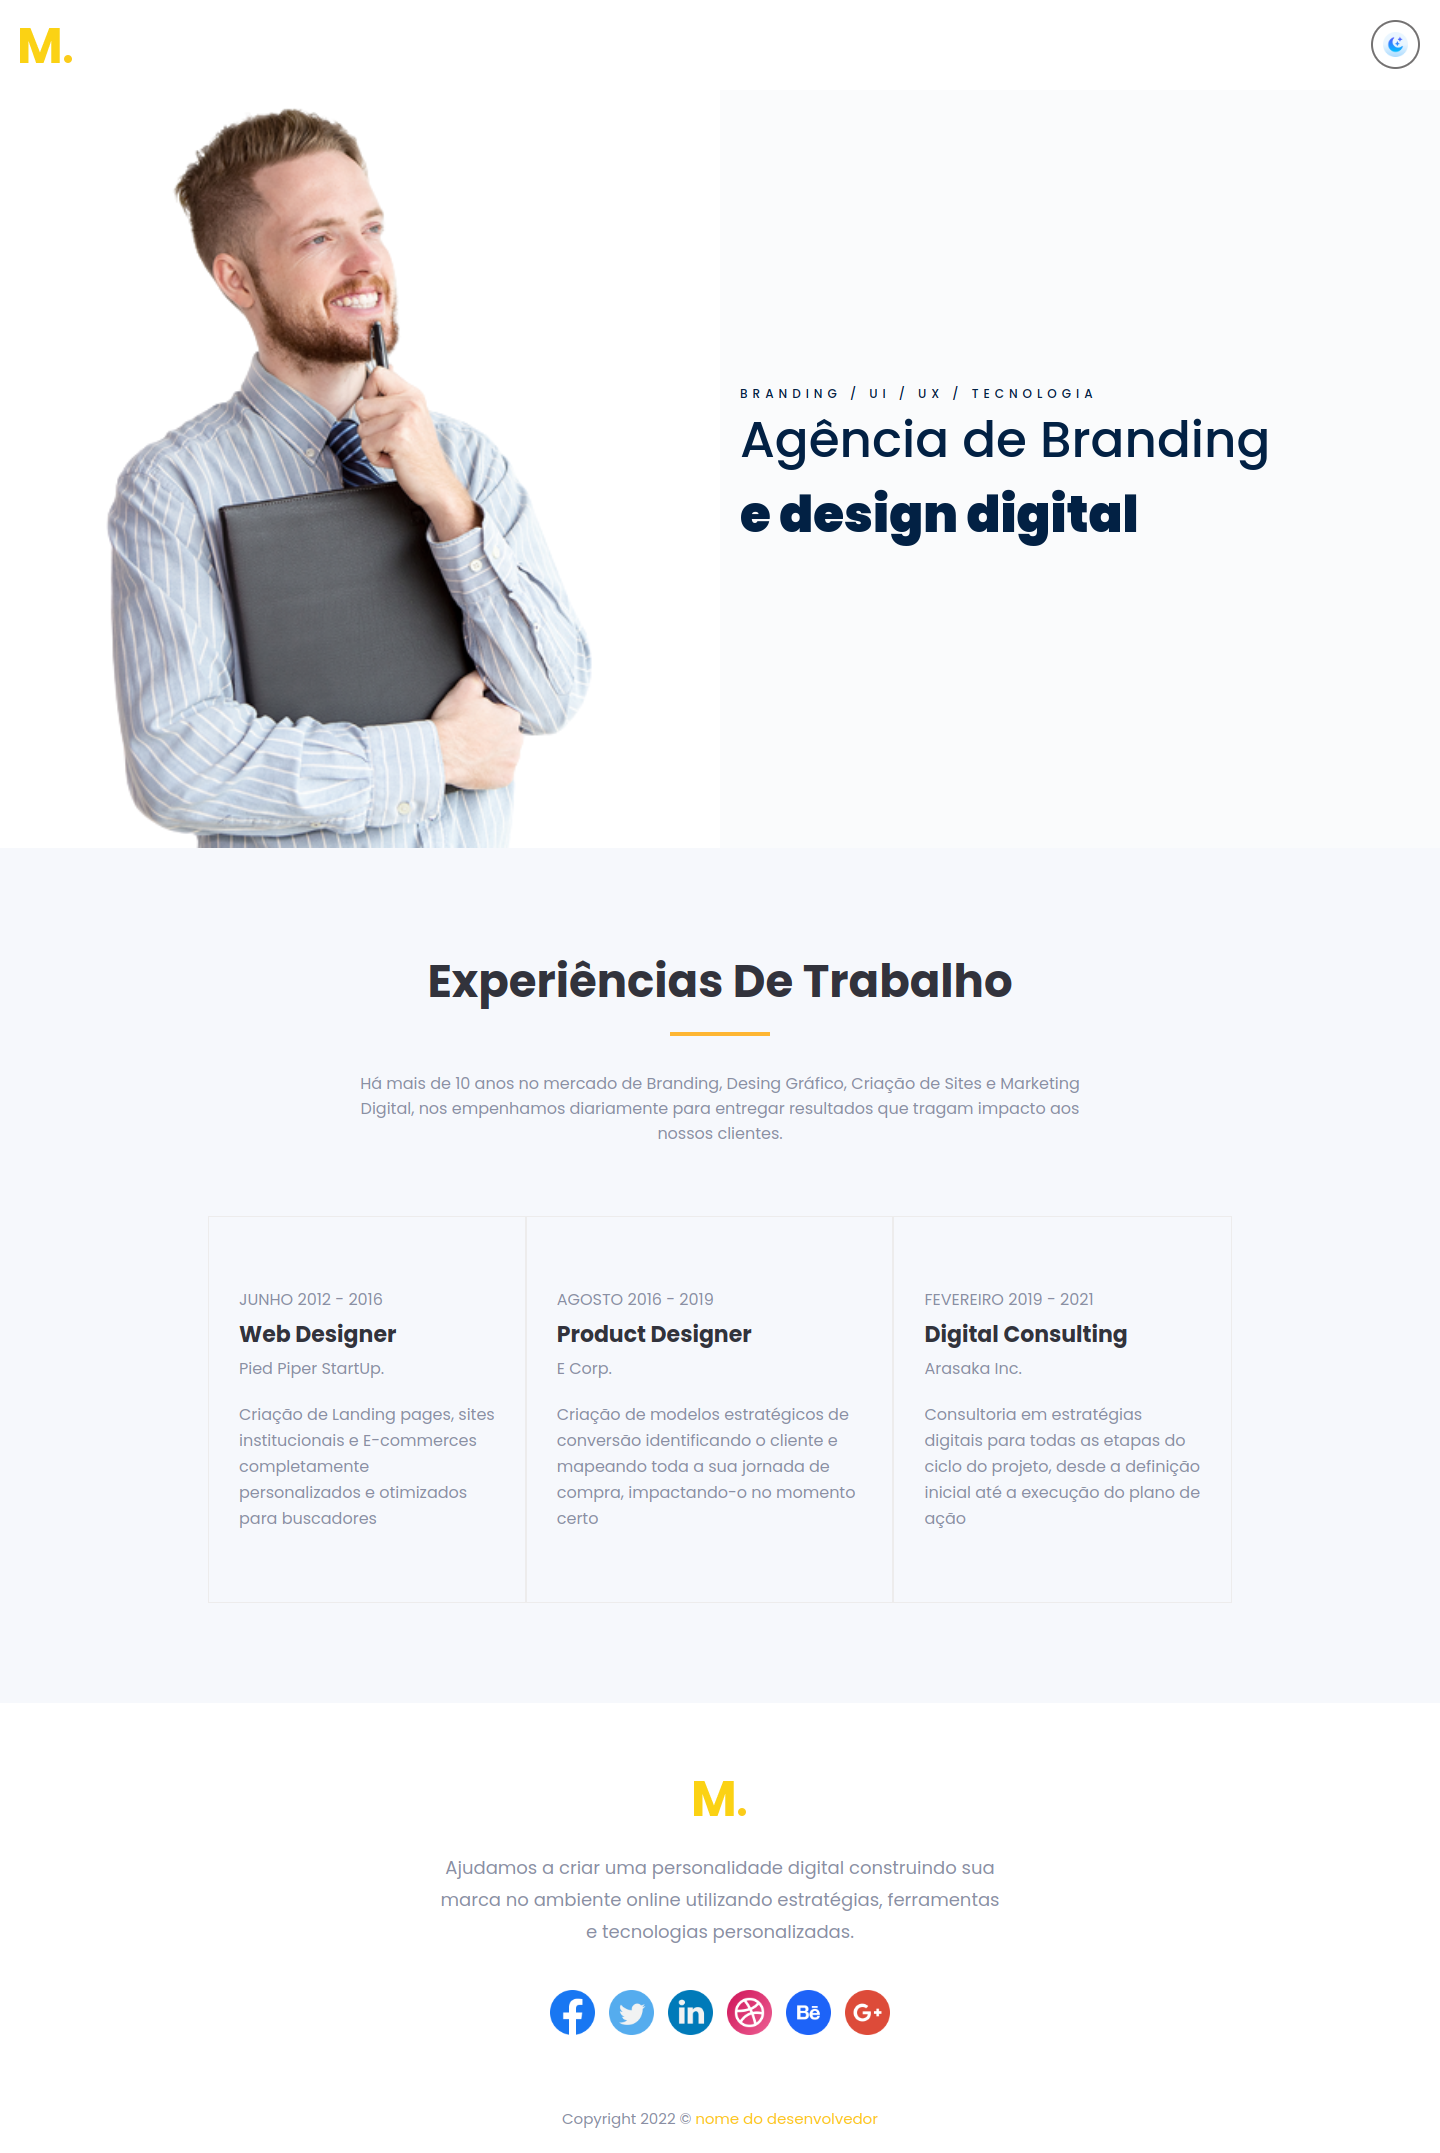 M.
BRANDING / UI / UX / TECNOLOGIA
Agência de Branding
e design digital
Experiências De Trabalho
Há mais de 10 anos no mercado de Branding, Desing Gráfico, Criação de Sites e Marketing
Digital, nos empenhamos diariamente para entregar resultados que tragam impacto aos
nossos clientes.
JUNHO 2012 - 2016
Web Designer
Pied Piper StartUp.
Criação de Landing pages, sites
institucionais e E-commerces
completamente
personalizados e otimizados
para buscadores
AGOSTO 2016 - 2019
Product Designer
E Corp.
Criação de modelos estratégicos de
conversão identificando o cliente e
mapeando toda a sua jornada de
compra, impactando-o no momento
certo
FEVEREIRO 2019 - 2021
Digital Consulting
Arasaka Inc.
Consultoria em estratégias
digitais para todas as etapas do
ciclo do projeto, desde a definição
inicial até a execução do plano de
ação
M.
Ajudamos a criar uma personalidade digital construindo sua
marca no ambiente online utilizando estratégias, ferramentas
e tecnologias personalizadas.
Copyright 2022 © nome do desenvolvedor